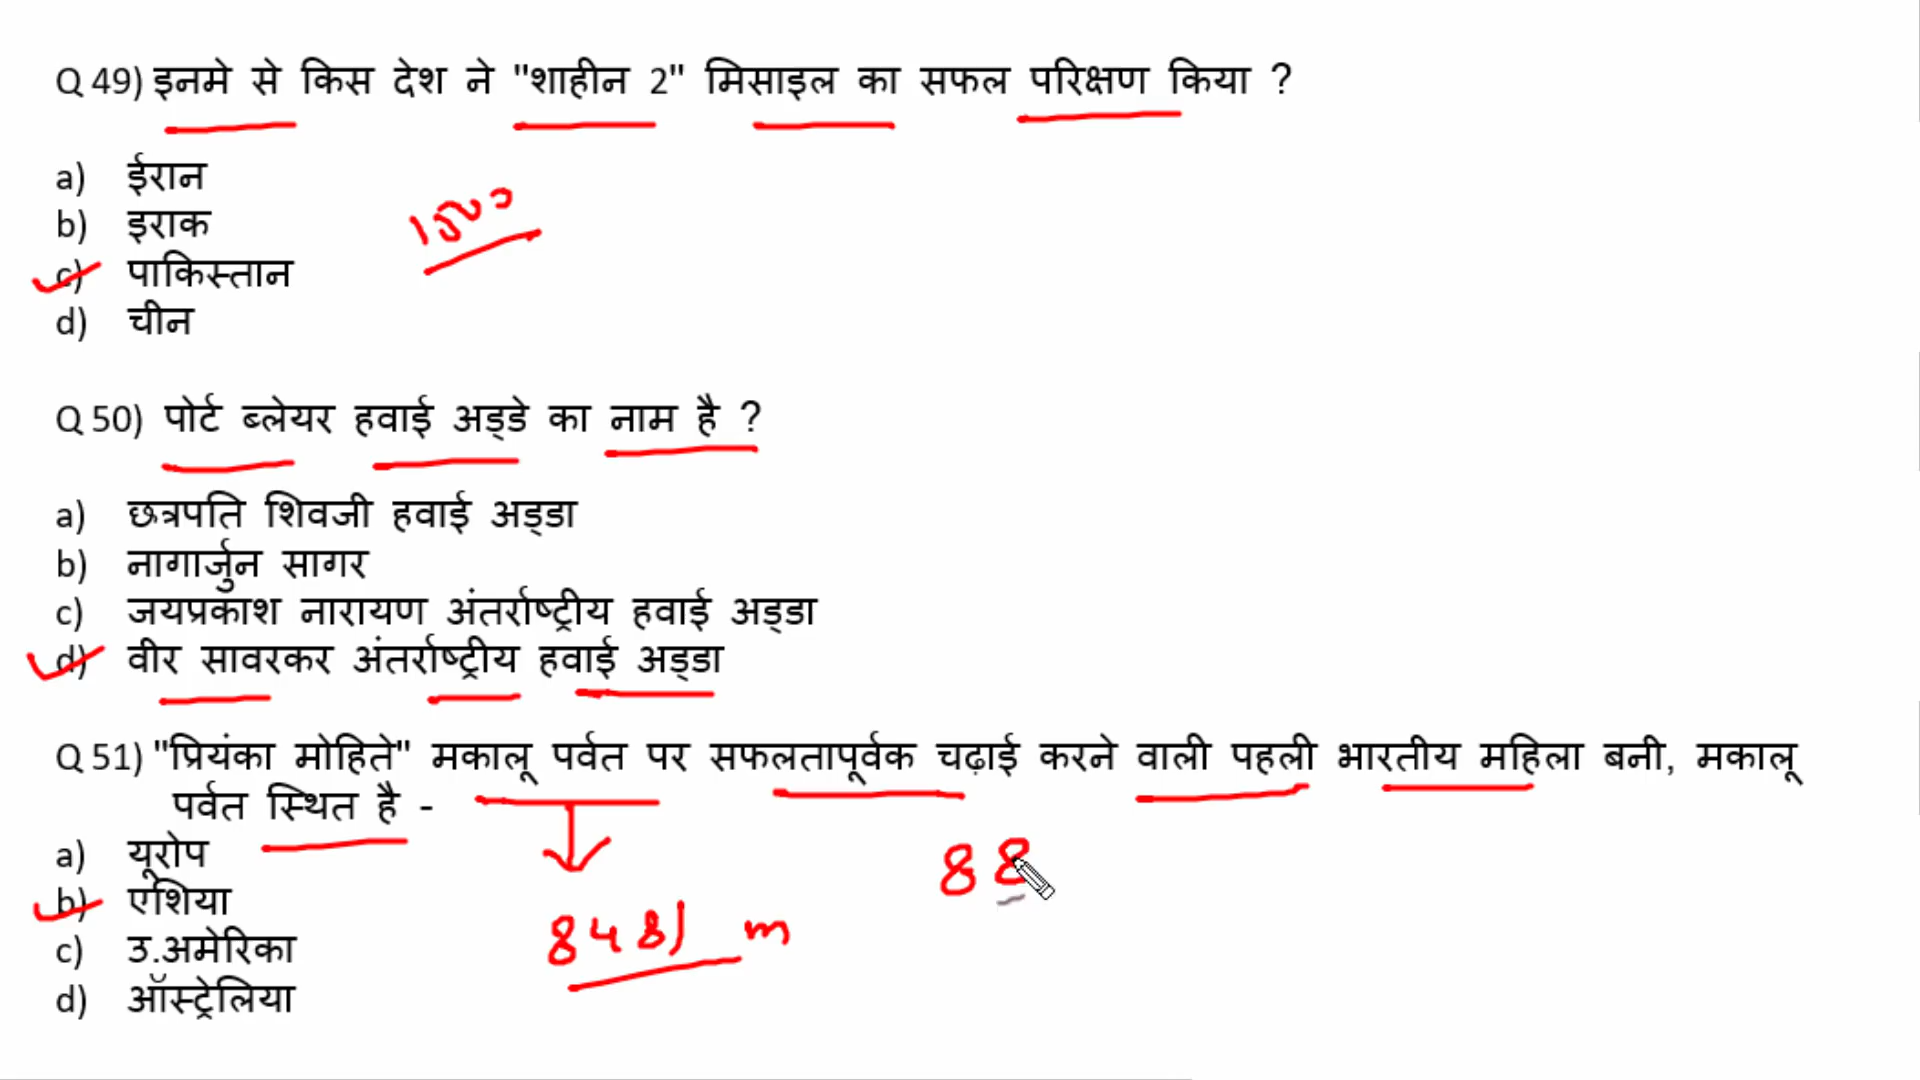 Q 49) इनमे से किस देश ने "शाहीन 2" मिसाइल का सफल परिक्षण किया ?
a) ईरान
b) इराक
1500
c) पाकिस्तान
d) चीन
Q 50) पोर्ट ब्लेयर हवाई अड्डे का नाम है ?
a) छत्रपति शिवजी हवाई अड्डा
b) नागार्जुन सागर
c) जयप्रकाश नारायण अंतर्राष्ट्रीय हवाई अड्डा
d) वीर सावरकर अंतर्राष्ट्रीय हवाई अड्डा
Q 51) "प्रियंका मोहिते" मकालू पर्वत पर सफलतापूर्वक चढ़ाई करने वाली पहली भारतीय महिला बनी, मकालू
पर्वत स्थित है -
a) यूरोप
88
b) एशिया
8481 m
c) उ.अमेरिका
d) ऑस्ट्रेलिया